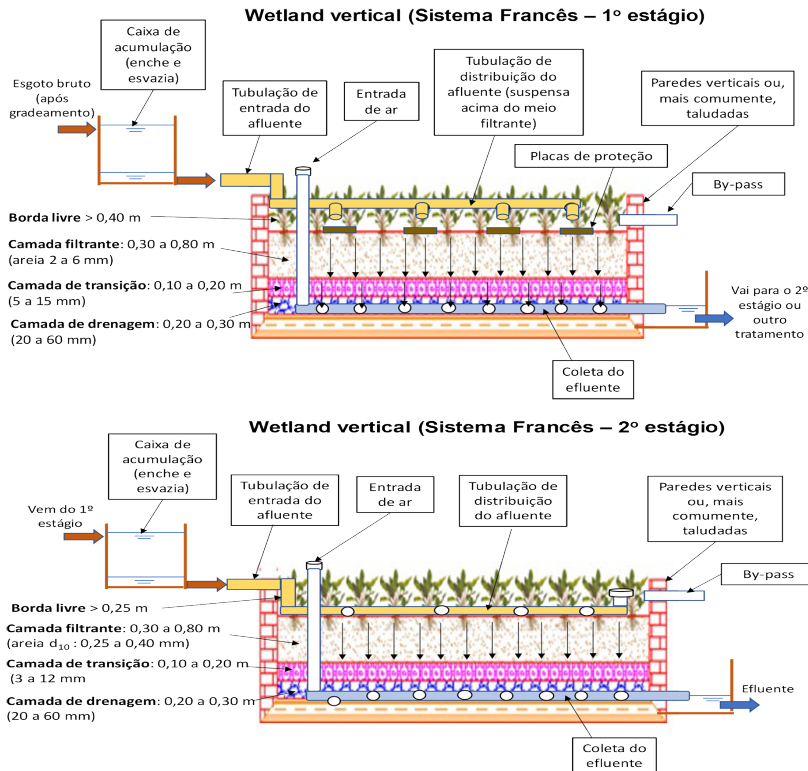 Wetland vertical (Sistema Francês – 1º estágio)
Caixa de
acumulação
(enche e
esvazia)
Esgoto bruto
(após
gradeamento)
Tubulação de
entrada do
afluente
Entrada
de ar
Tubulação de
distribuição do
afluente (suspensa
acima do meio
filtrante)
Paredes verticais ou,
mais comumente,
taludadas
Placas de proteção
By-pass
Borda livre > 0,40 m
Camada filtrante: 0,30 a 0,80 m
(areia 2 a 6 mm)
Camada de transição: 0,10 a 0,20 m
(5 a 15 mm)
Camada de drenagem: 0,20 a 0,30 m
(20 a 60 mm)
Vai para o 2º
estágio ou
outro
tratamento
Coleta do
efluente
Wetland vertical (Sistema Francês – 2º estágio)
Caixa de
acumulação
(enche e
esvazia)
Vem do 1º
estágio
Tubulação de
entrada do
afluente
Entrada
de ar
Tubulação de
distribuição
do afluente
Paredes verticais
ou, mais
comumente,
taludadas
By-pass
Borda livre > 0,25 m
Camada filtrante: 0,30 a 0,80 m
(areia d10 : 0,25 a 0,40 mm)
Camada de transição: 0,10 a 0,20 m
(3 a 12 mm
Camada de drenagem: 0,20 a 0,30 m
(20 a 60 mm)
Efluente
Coleta do
efluente